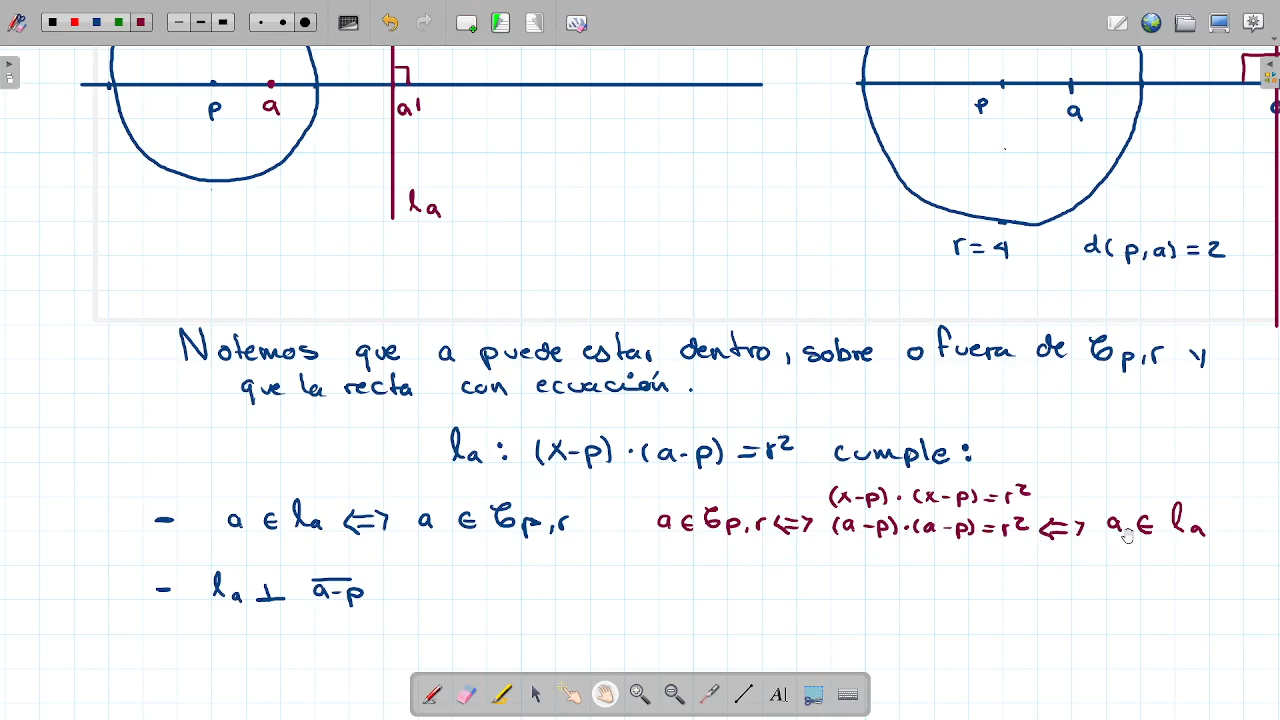 p a a'
p a
la
r = 4 d(p, a) = 2
Notemos que a puede estar dentro, sobre o fuera de 𝒞p,r y
que la recta con ecuación.
la : (x-p) · (a-p) = r² cumple :
(x-p) · (x-p) = r²
- a ∈ la ⟺ a ∈ 𝒞p,r a ∈ 𝒞p,r ⟺ (a-p) · (a-p) = r² ⟺ a ∈ la
- la ⊥ a̅-̅p̅
AI